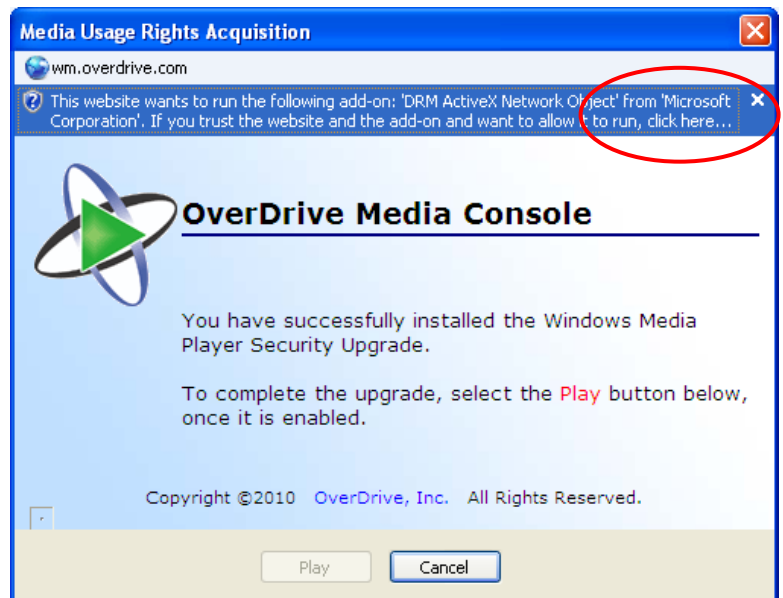 Media Usage Rights Acquisition
wm.overdrive.com
This website wants to run the following add-on: 'DRM ActiveX Network Object' from 'Microsoft
Corporation'. If you trust the website and the add-on and want to allow it to run, click here...
OverDrive Media Console
You have successfully installed the Windows Media
Player Security Upgrade.
To complete the upgrade, select the Play button below,
once it is enabled.
Copyright ©2010 OverDrive, Inc. All Rights Reserved.
Play Cancel